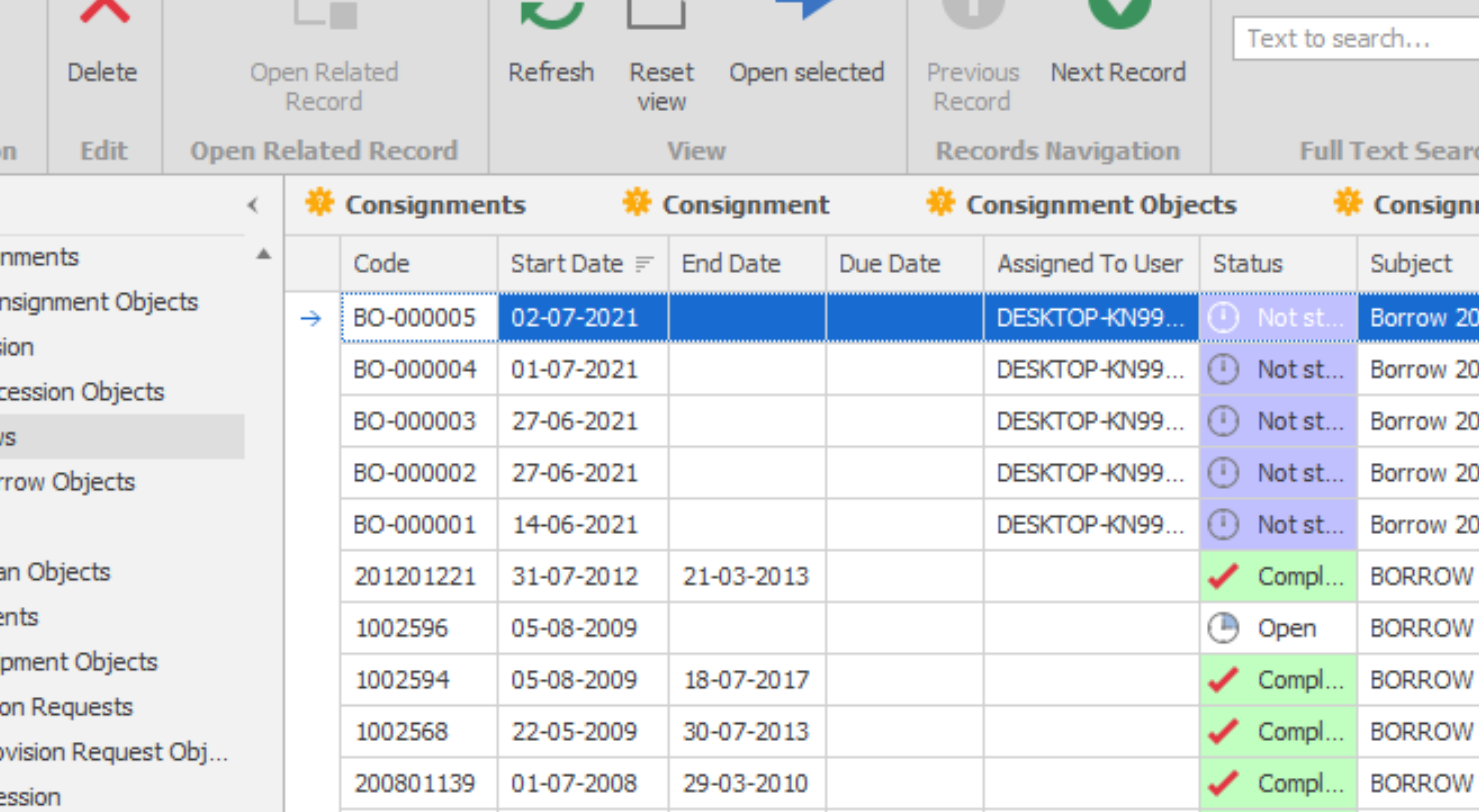 Delete
Open Related
Record
Refresh
Reset
view
Open selected
Previous
Record
Next Record
Text to search...
Edit
Open Related Record
View
Records Navigation
Full Text
Consignments
Consignment
Consignment Objects
Code
Start Date
End Date
Due Date
Assigned To User
Status
Subject
BO-000005 02-07-2021 DESKTOP-KN99... Not st... Borrow 20
BO-000004 01-07-2021 DESKTOP-KN99... Not st... Borrow 20
BO-000003 27-06-2021 DESKTOP-KN99... Not st... Borrow 20
BO-000002 27-06-2021 DESKTOP-KN99... Not st... Borrow 20
BO-000001 14-06-2021 DESKTOP-KN99... Not st... Borrow 20
201201221 31-07-2012 21-03-2013 Compl... BORROW
1002596 05-08-2009 Open BORROW
1002594 05-08-2009 18-07-2017 Compl... BORROW
1002568 22-05-2009 30-07-2013 Compl... BORROW
200801139 01-07-2008 29-03-2010 Compl... BORROW
nments
nsignment Objects
sion
cession Objects
ws
rrow Objects
an Objects
ents
ipment Objects
on Requests
ovision Request Obj...
ession